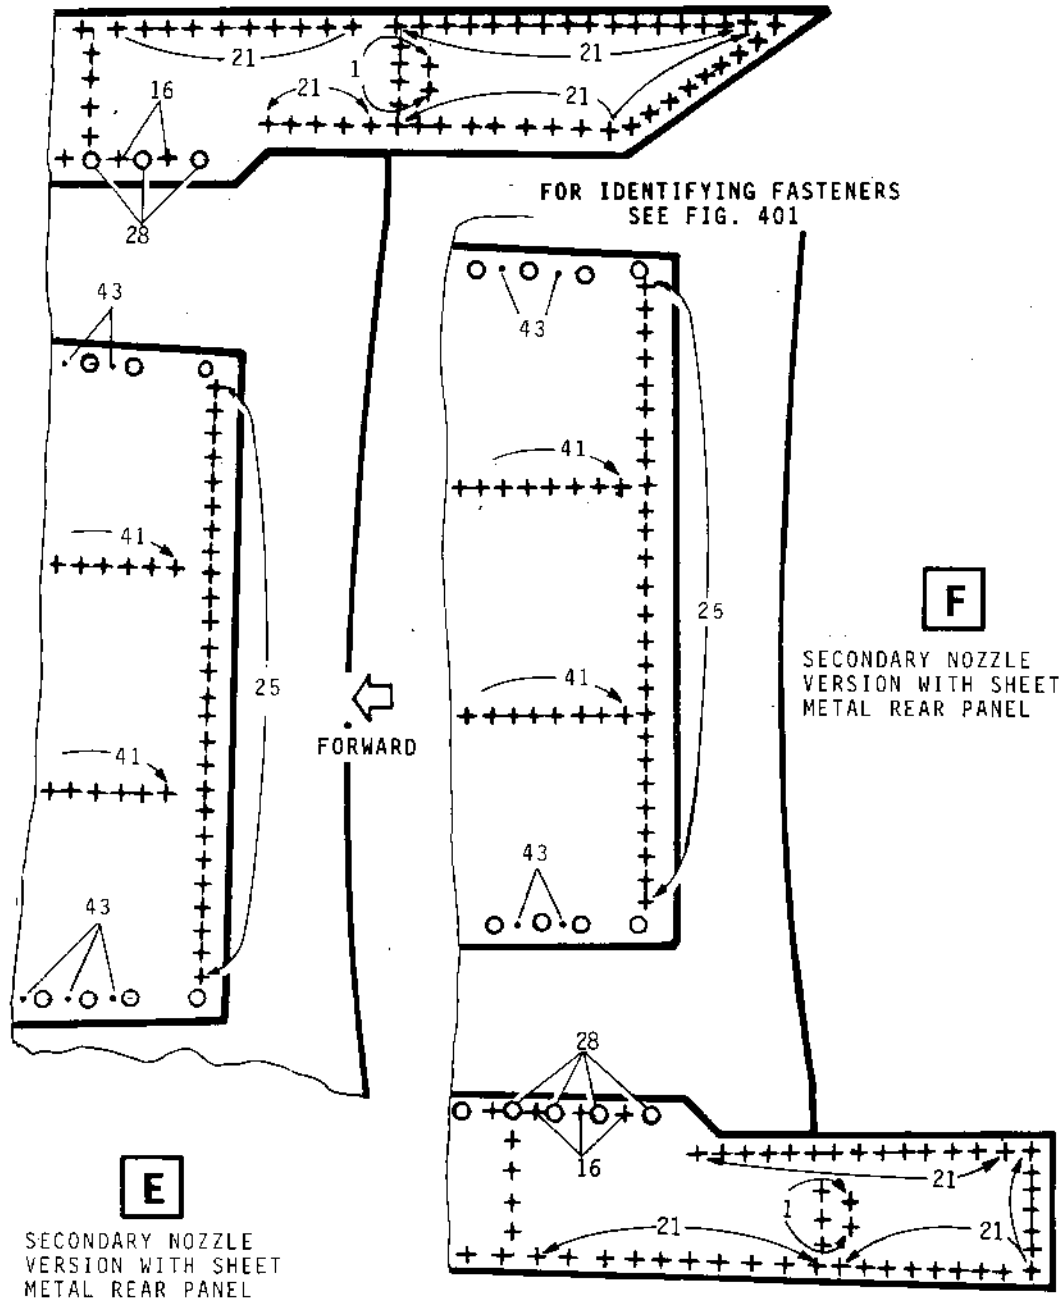 21
1
21
21
16
28
FOR IDENTIFYING FASTENERS
SEE FIG. 401
43
43
41
41
25
25
F
SECONDARY NOZZLE
VERSION WITH SHEET
METAL REAR PANEL
41
41
FORWARD
43
43
28
16
21
1
21
21
E
SECONDARY NOZZLE
VERSION WITH SHEET
METAL REAR PANEL